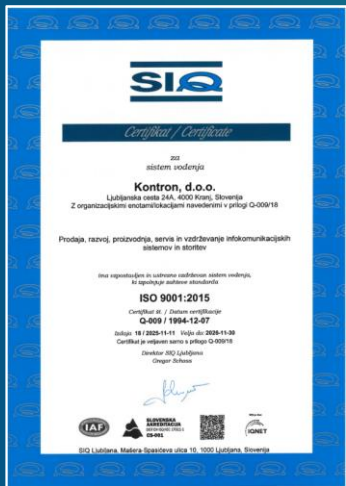 SIQ
Certifikat / Certificate
sistem vodenja
Kontron, d.o.o.
Ljubljanska cesta 24A, 4000 Kranj, Slovenija
Z organizacijskimi enotami/lokacijami navedenimi v prilogi Q-009/18
Prodaja, razvoj, proizvodnja, servis in vzdrževanje infokomunikacijskih
sistemov in storitev
ima vzpostavljen in ustrezno vzdrževan sistem vodenja,
ki izpolnjuje zahteve standarda
ISO 9001:2015
Certifikat št. / Datum certifikacije
Q-009 / 1994-12-07
Izdaja 18 / 2025-11-11 Velja do 2026-11-30
Certifikat je veljaven samo s prilogo Q-009/18
Direktor SIQ Ljubljana
Gregor Schoss
IAF
SLOVENSKA
AKREDITACIJA
CS-001
IQNET
SIQ Ljubljana, Mašera-Spasićeva ulica 10, 1000 Ljubljana, Slovenija